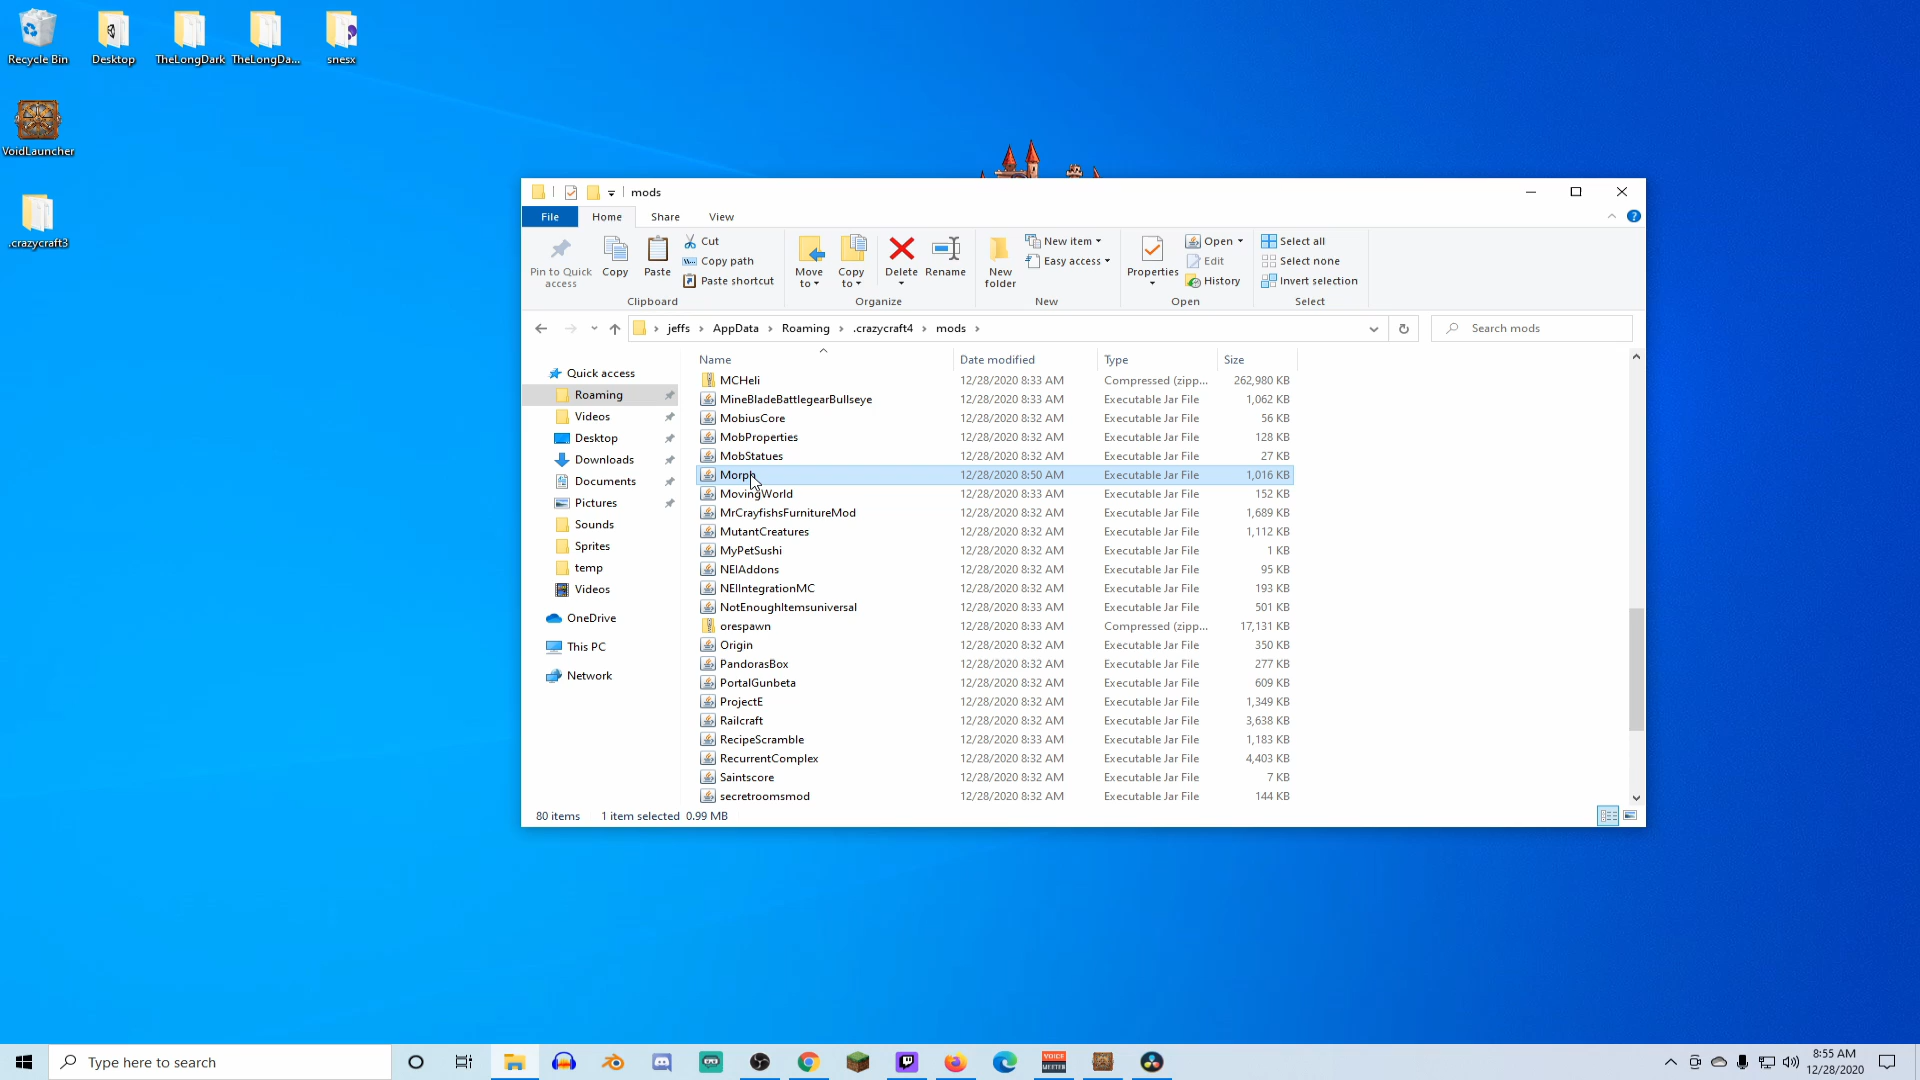 Recycle Bin
Desktop
TheLongDark
TheLongDa...
snesx
VoidLauncher
.crazycraft3
mods
File
Home
Share
View
Pin to Quick access
Copy
Paste
Cut
Copy path
Paste shortcut
Clipboard
Move to
Copy to
Delete
Rename
Organize
New folder
New item
Easy access
New
Properties
Open
Edit
History
Open
Select all
Select none
Invert selection
Select
jeffs > AppData > Roaming > .crazycraft4 > mods >
Search mods
Quick access
Roaming
Videos
Desktop
Downloads
Documents
Pictures
Sounds
Sprites
temp
Videos
OneDrive
This PC
Network
Name Date modified Type Size
MCHeli 12/28/2020 8:33 AM Compressed (zipp... 262,980 KB
MineBladeBattlegearBullseye 12/28/2020 8:33 AM Executable Jar File 1,062 KB
MobiusCore 12/28/2020 8:32 AM Executable Jar File 56 KB
MobProperties 12/28/2020 8:32 AM Executable Jar File 128 KB
MobStatues 12/28/2020 8:32 AM Executable Jar File 27 KB
Morph 12/28/2020 8:50 AM Executable Jar File 1,016 KB
MovingWorld 12/28/2020 8:33 AM Executable Jar File 152 KB
MrCrayfishsFurnitureMod 12/28/2020 8:32 AM Executable Jar File 1,689 KB
MutantCreatures 12/28/2020 8:32 AM Executable Jar File 1,112 KB
MyPetSushi 12/28/2020 8:32 AM Executable Jar File 1 KB
NEIAddons 12/28/2020 8:32 AM Executable Jar File 95 KB
NEIIntegrationMC 12/28/2020 8:32 AM Executable Jar File 193 KB
NotEnoughItemsuniversal 12/28/2020 8:33 AM Executable Jar File 501 KB
orespawn 12/28/2020 8:33 AM Compressed (zipp... 17,131 KB
Origin 12/28/2020 8:32 AM Executable Jar File 350 KB
PandorasBox 12/28/2020 8:32 AM Executable Jar File 277 KB
PortalGunbeta 12/28/2020 8:32 AM Executable Jar File 609 KB
ProjectE 12/28/2020 8:32 AM Executable Jar File 1,349 KB
Railcraft 12/28/2020 8:32 AM Executable Jar File 3,638 KB
RecipeScramble 12/28/2020 8:33 AM Executable Jar File 1,183 KB
RecurrentComplex 12/28/2020 8:32 AM Executable Jar File 4,403 KB
Saintscore 12/28/2020 8:32 AM Executable Jar File 7 KB
secretroomsmod 12/28/2020 8:32 AM Executable Jar File 144 KB
80 items 1 item selected 0.99 MB
Type here to search
VOICE
MEETER
8:55 AM
12/28/2020